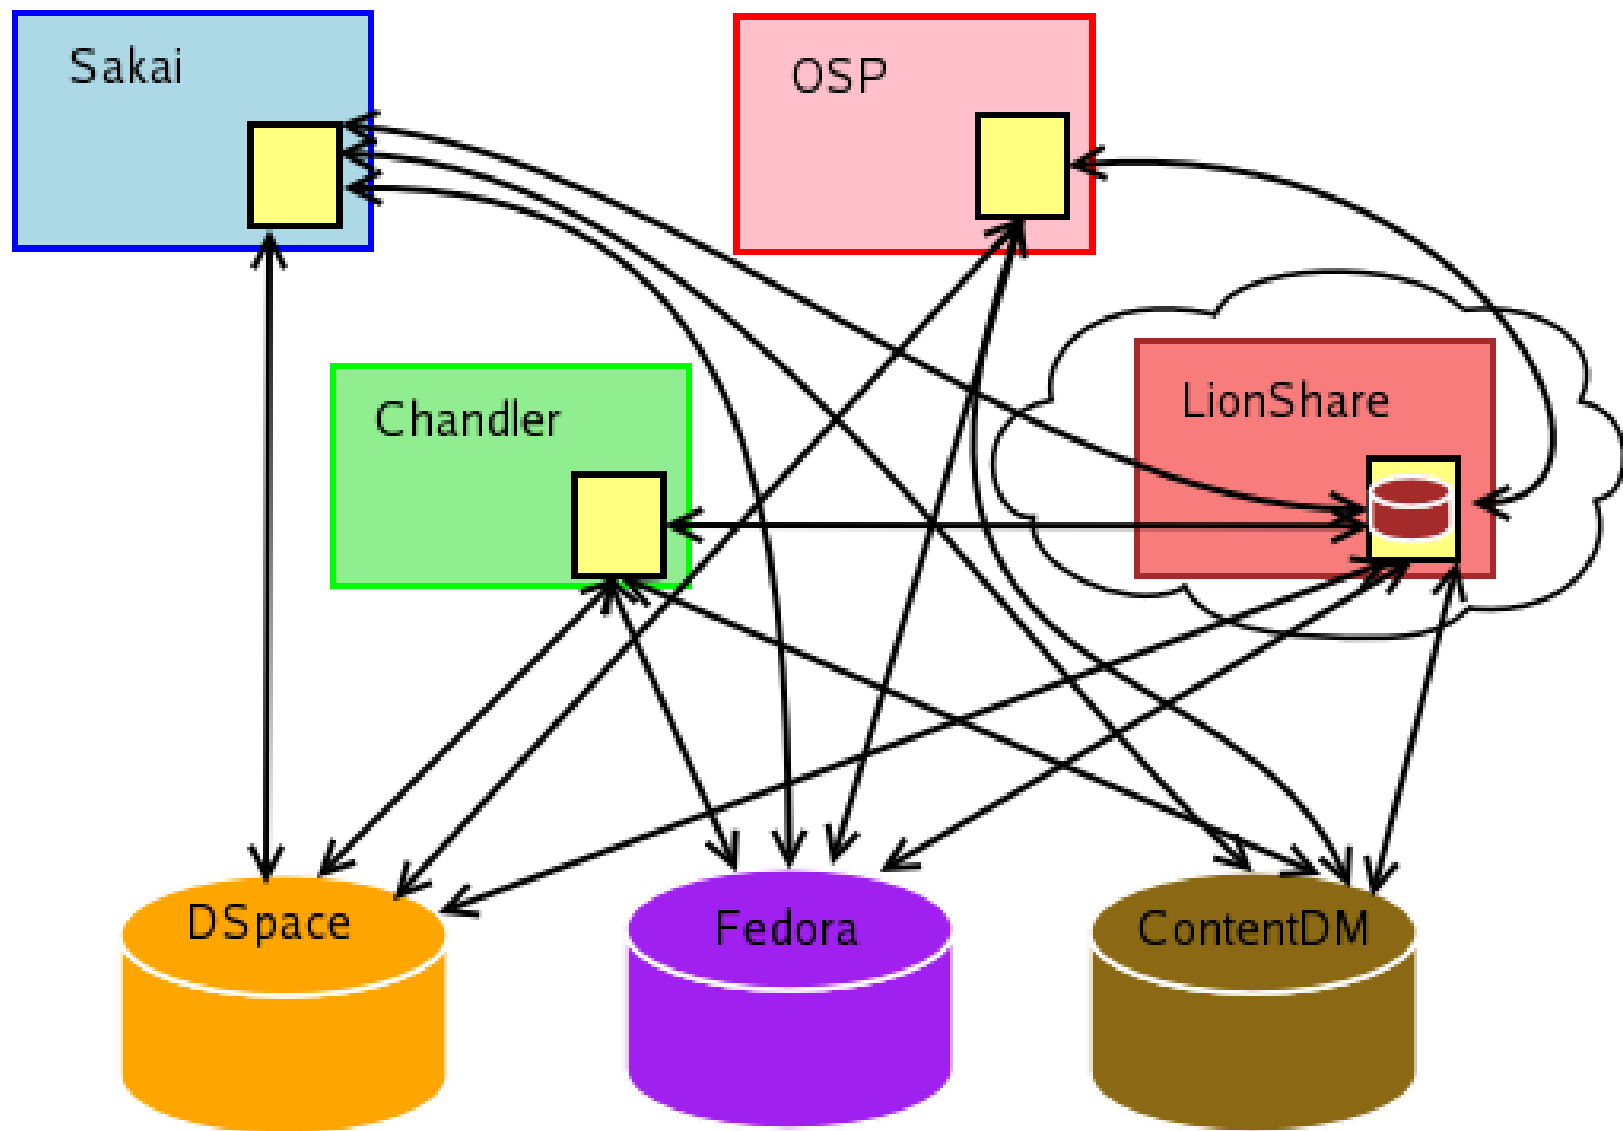 Sakai
OSP
Chandler
LionShare
DSpace
Fedora
ContentDM